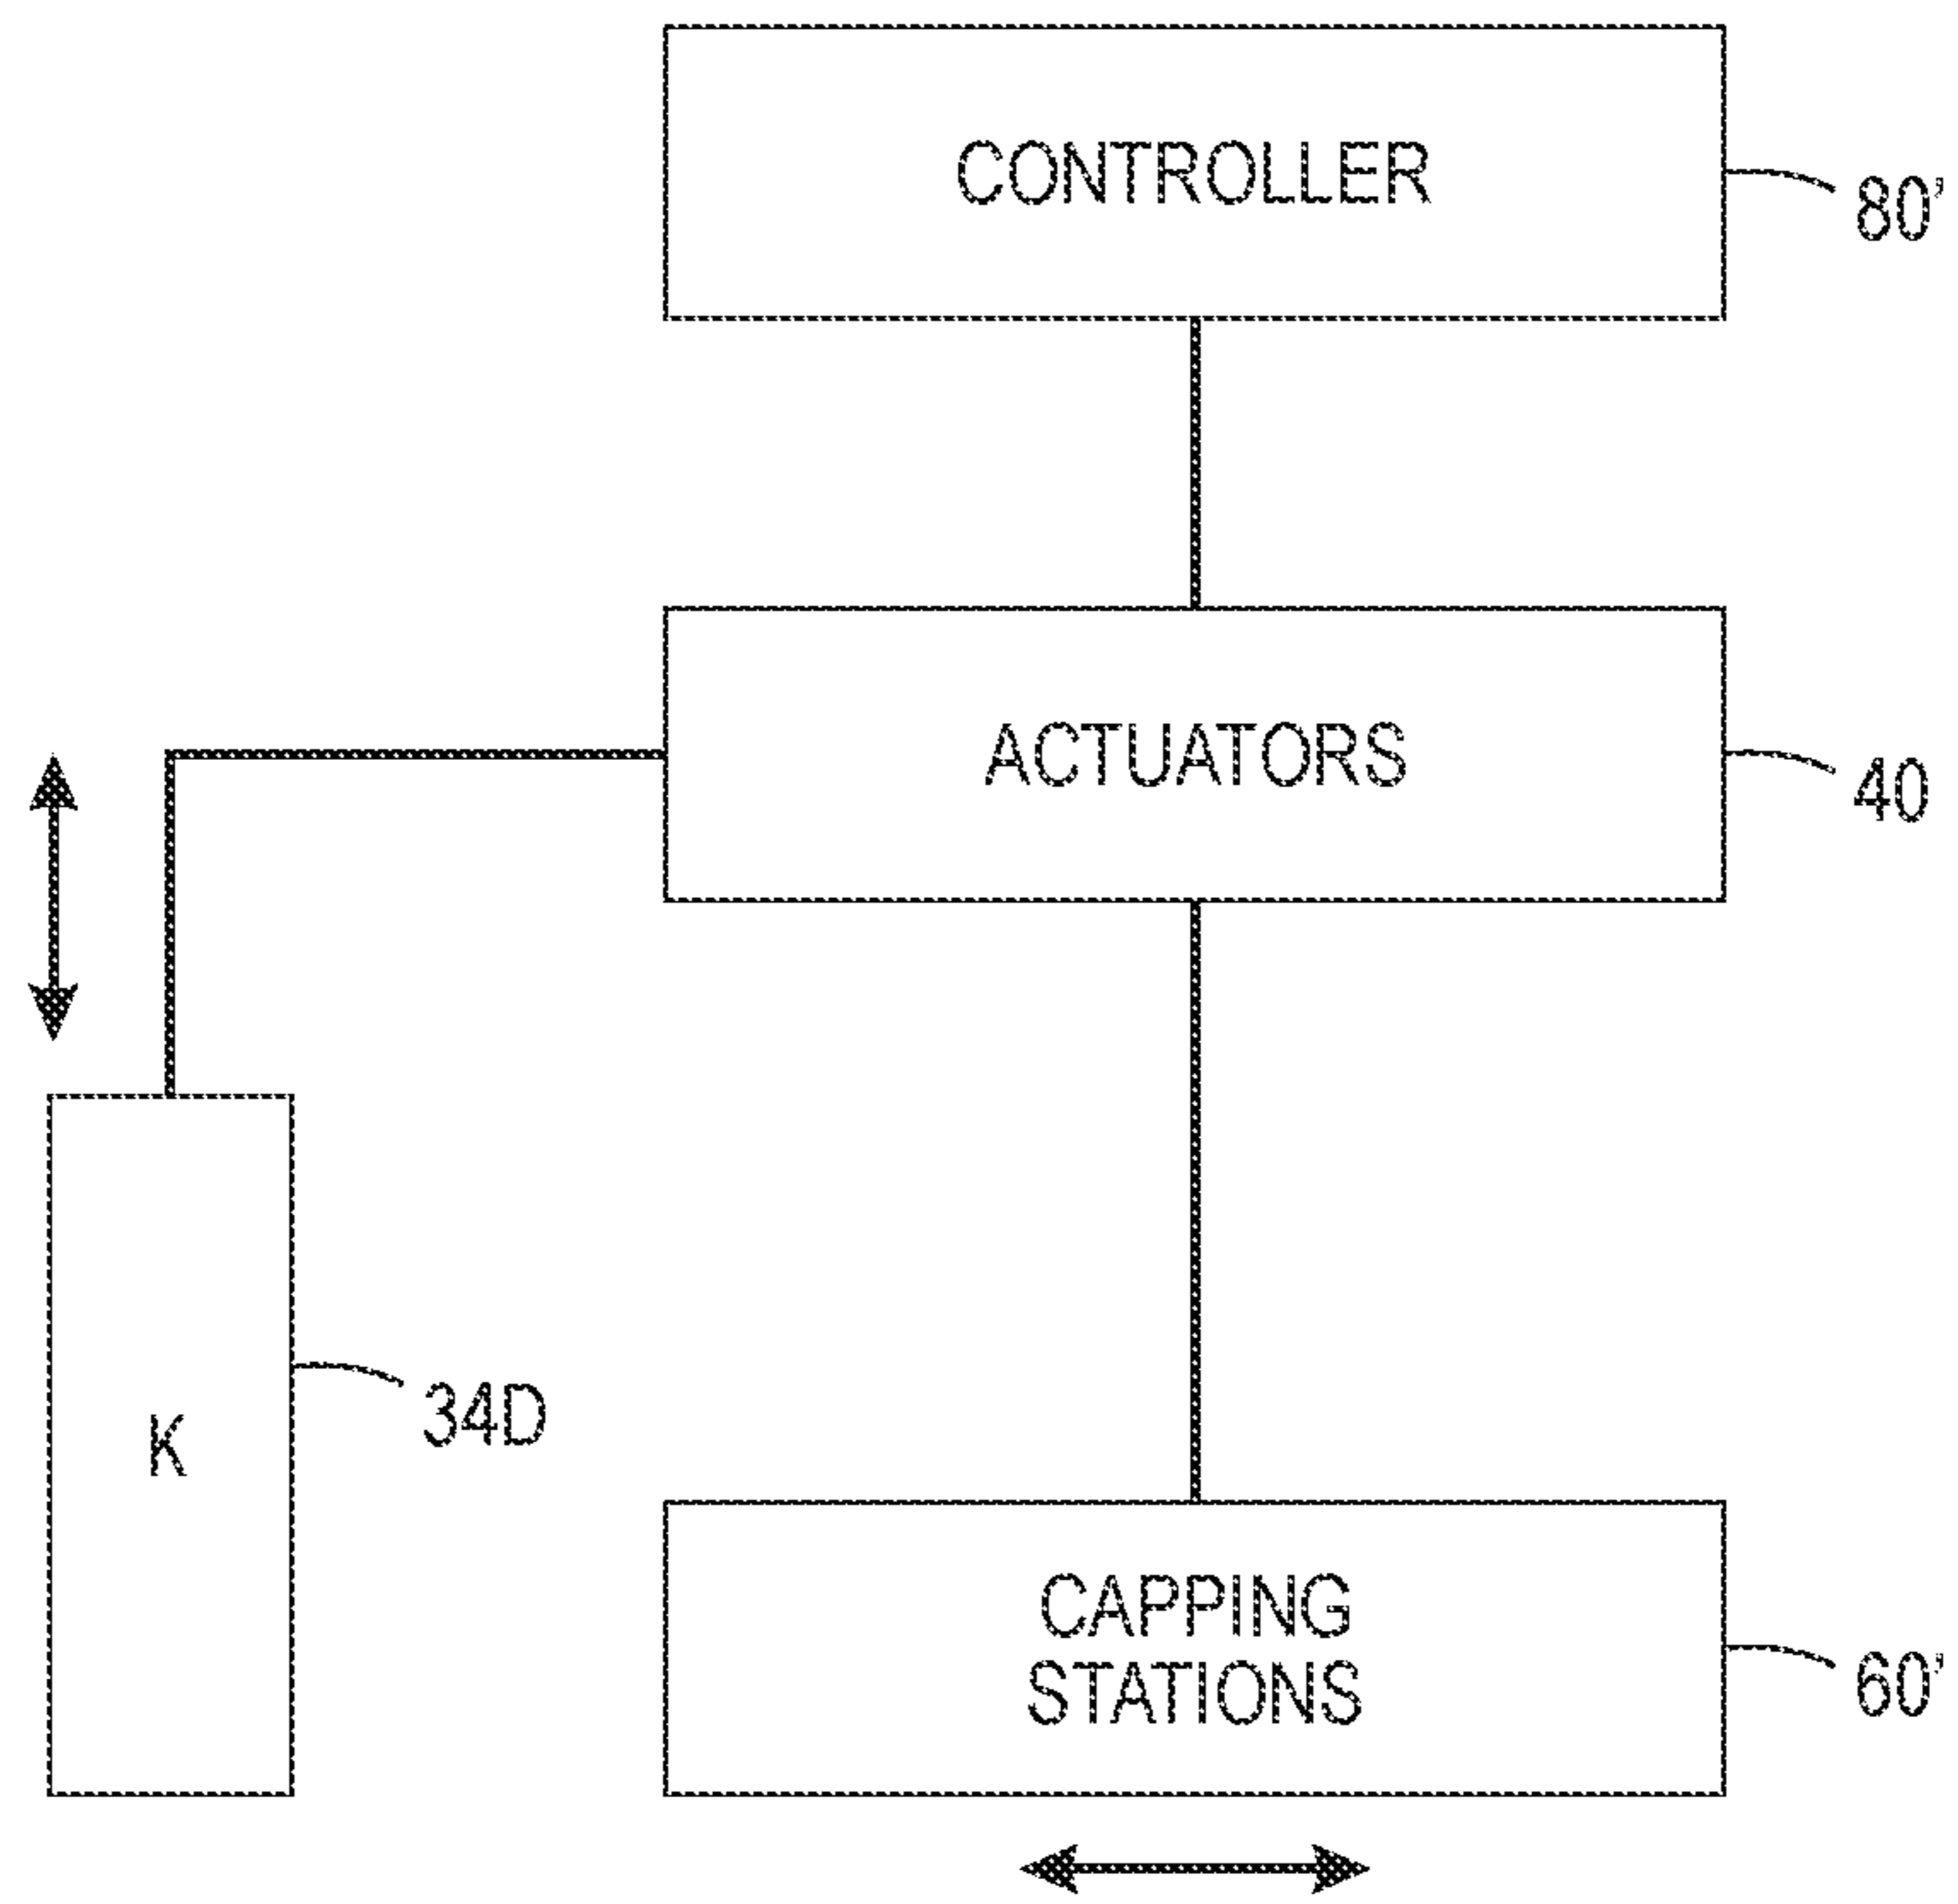 CONTROLLER
80'
ACTUATORS
40
K
34D
CAPPING
STATIONS
60'